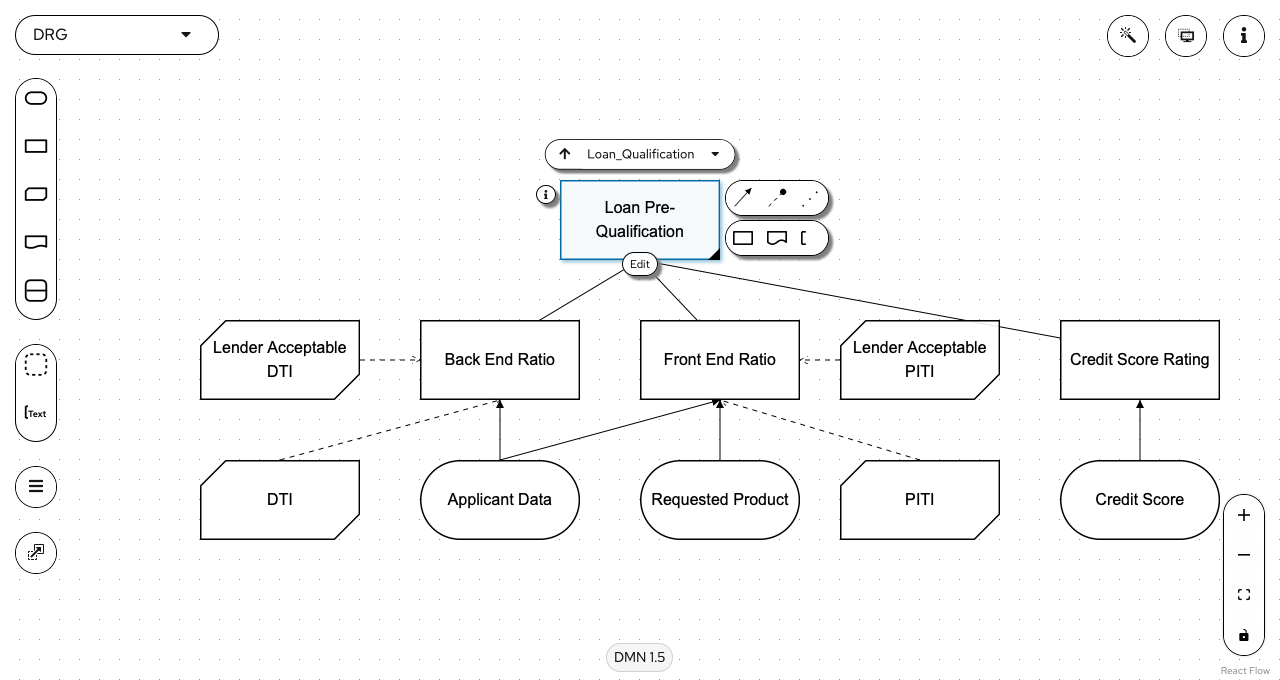 DRG
Loan_Qualification
Loan Pre-
Qualification
Edit
Lender Acceptable
DTI
Back End Ratio
Front End Ratio
Lender Acceptable
PITI
Credit Score Rating
Text
DTI
Applicant Data
Requested Product
PITI
Credit Score
DMN 1.5
React Flow